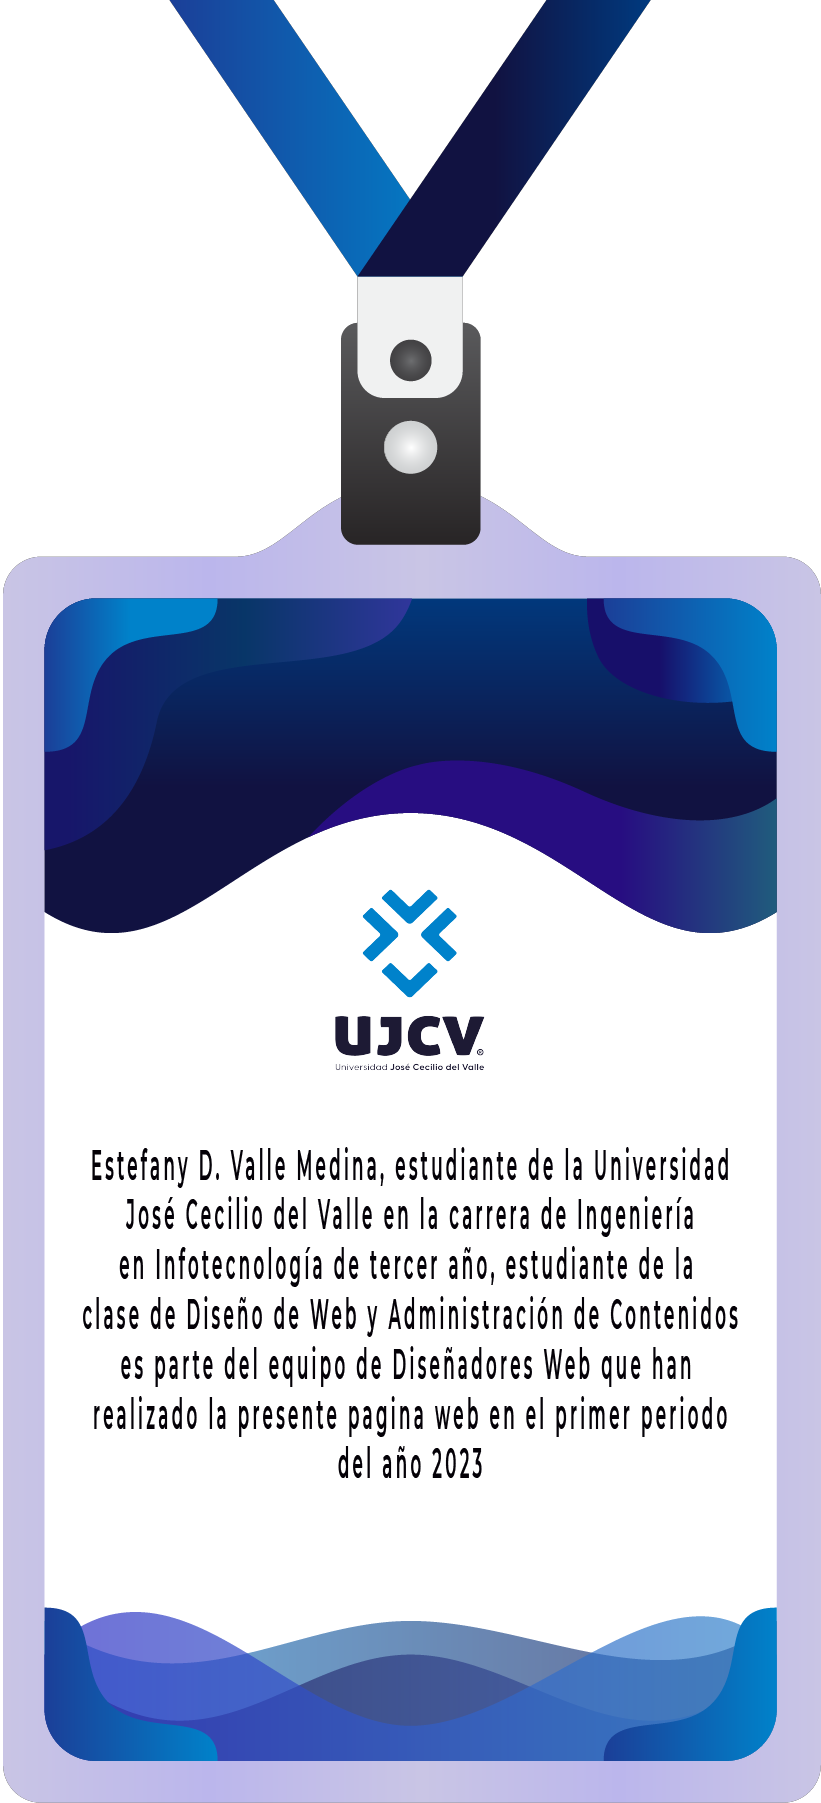 UJCV®
Universidad José Cecilio del Valle
Estefany D. Valle Medina, estudiante de la Universidad
José Cecilio del Valle en la carrera de Ingeniería
en Infotecnología de tercer año, estudiante de la
clase de Diseño de Web y Administración de Contenidos
es parte del equipo de Diseñadores Web que han
realizado la presente pagina web en el primer periodo
del año 2023